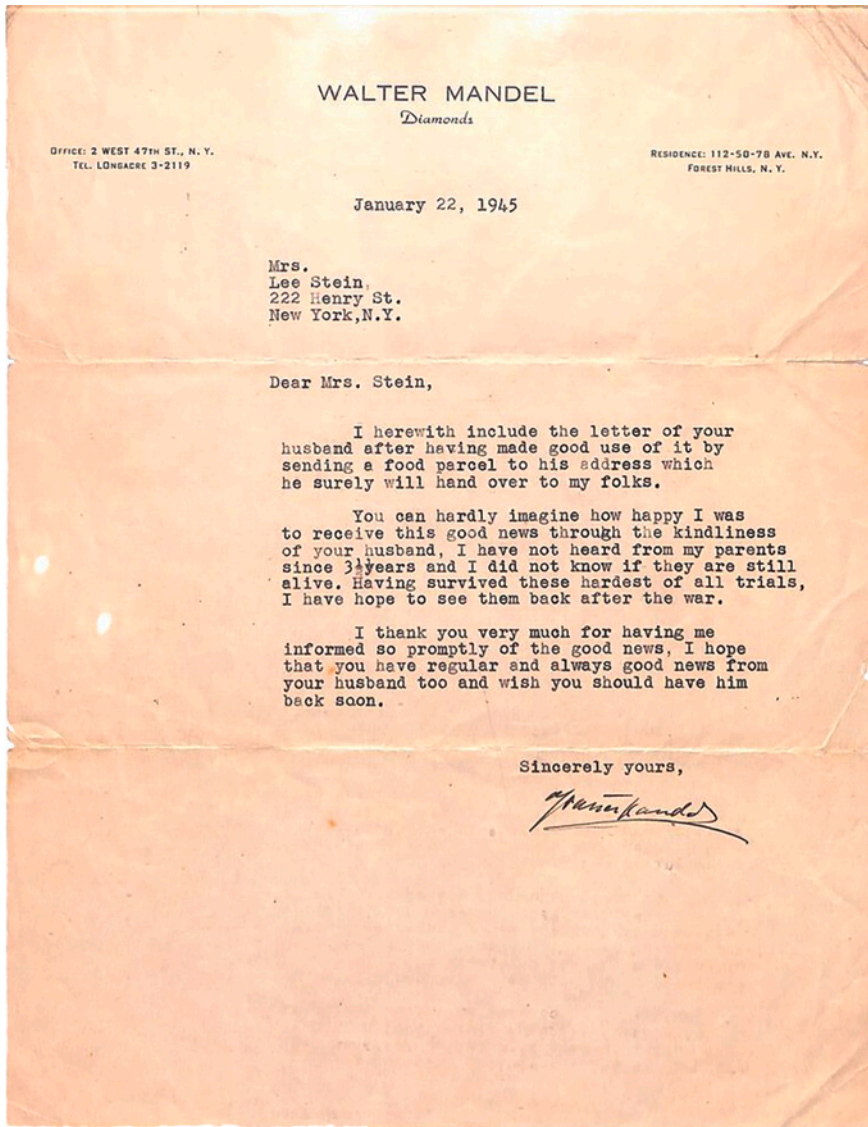 WALTER MANDEL
Diamonds
OFFICE: 2 WEST 47TH ST., N. Y.
TEL. LONGACRE 3-2119
RESIDENCE: 112-50-78 AVE. N.Y.
FOREST HILLS, N. Y.
January 22, 1945
Mrs.
Lee Stein,
222 Henry St.
New York,N.Y.
Dear Mrs. Stein,
I herewith include the letter of your
husband after having made good use of it by
sending a food parcel to his address which
he surely will hand over to my folks.
You can hardly imagine how happy I was
to receive this good news through the kindliness
of your husband, I have not heard from my parents
since 3½years and I did not know if they are still
alive. Having survived these hardest of all trials,
I have hope to see them back after the war.
I thank you very much for having me
informed so promptly of the good news, I hope
that you have regular and always good news from
your husband too and wish you should have him
back soon.
Sincerely yours,